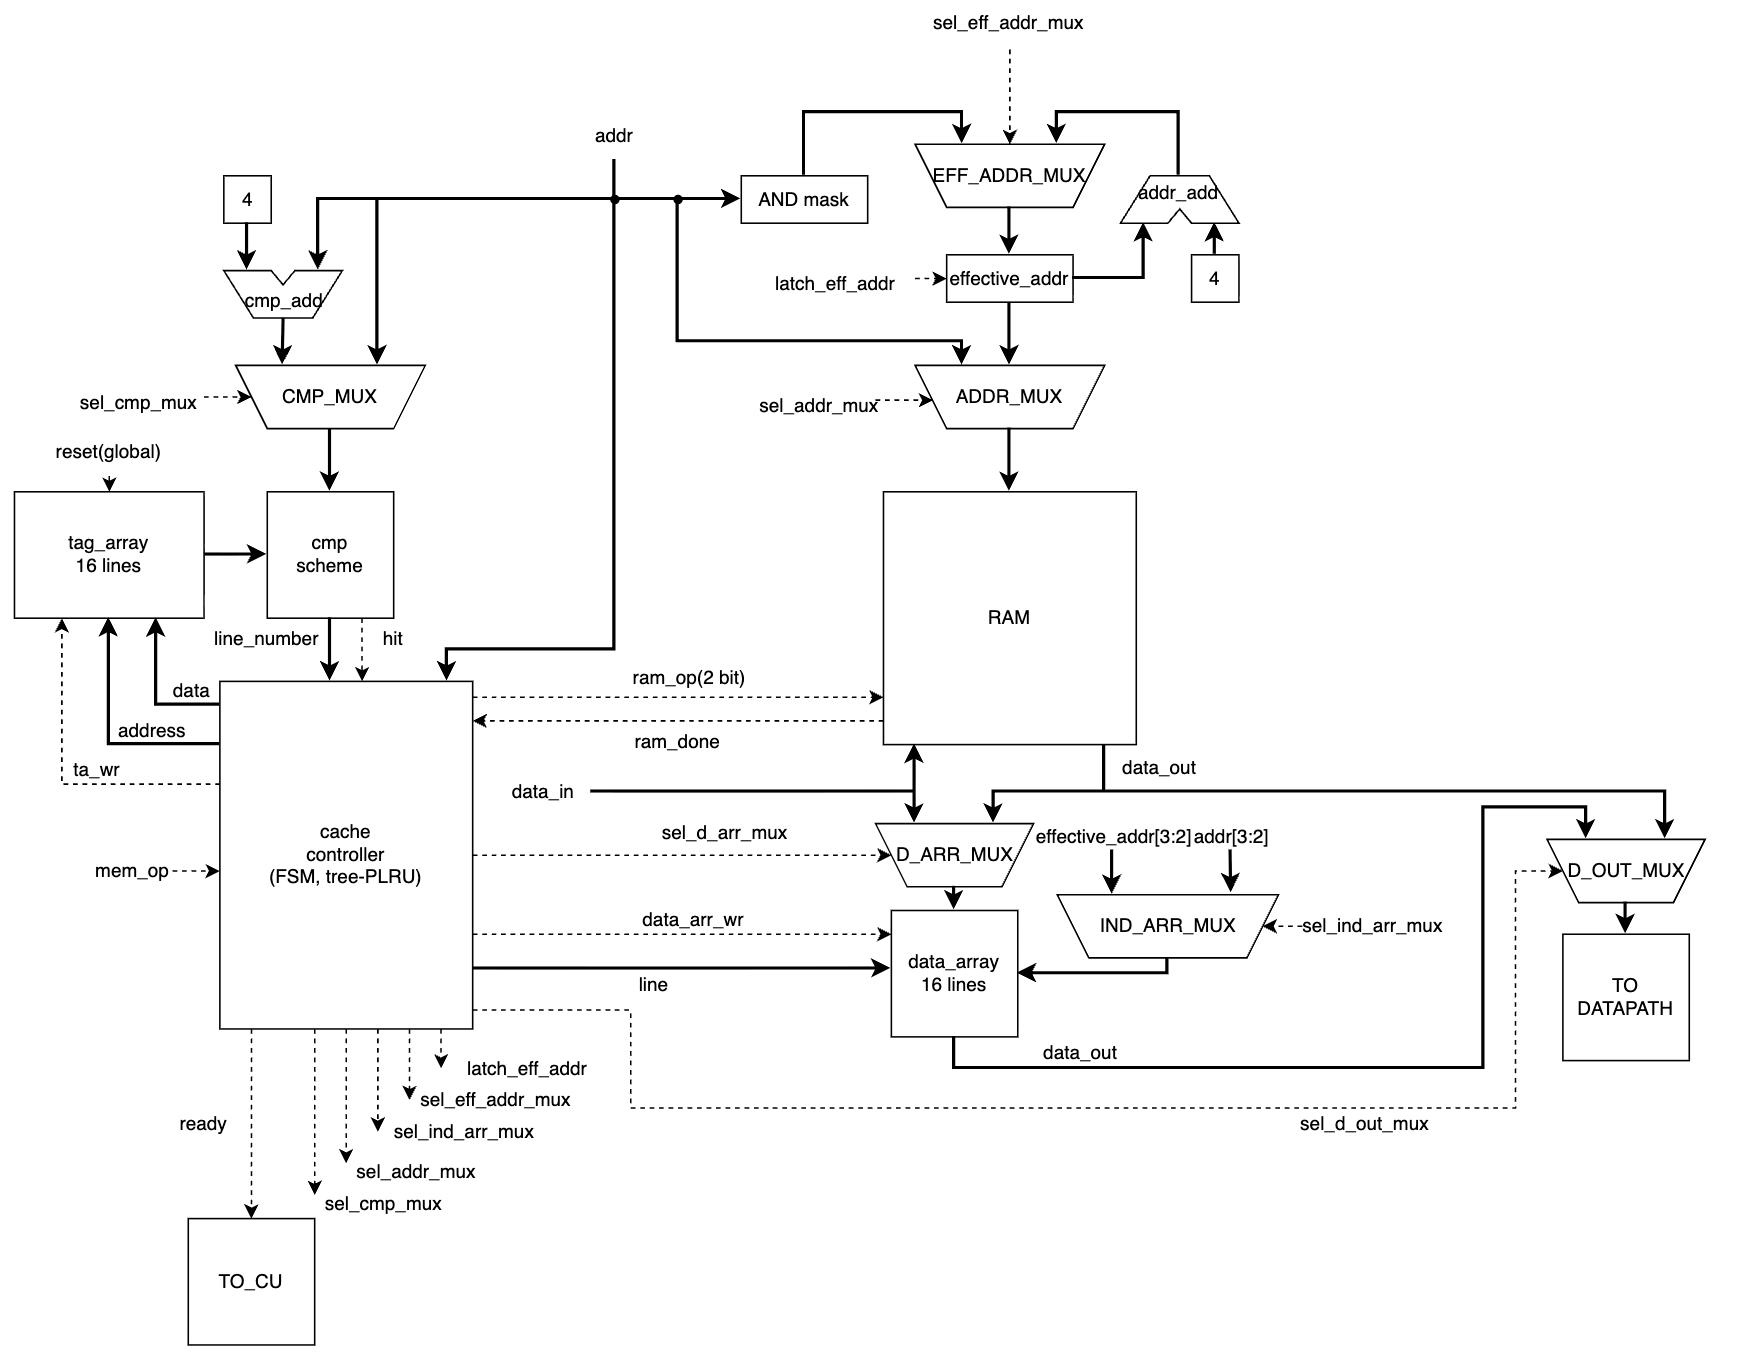 sel_eff_addr_mux
addr
4
AND mask
EFF_ADDR_MUX
addr_add
cmp_add
latch_eff_addr
effective_addr
4
sel_cmp_mux
CMP_MUX
sel_addr_mux
ADDR_MUX
reset(global)
tag_array
16 lines
cmp
scheme
RAM
line_number
hit
data
address
ta_wr
ram_op(2 bit)
ram_done
data_in
data_out
cache
controller
(FSM, tree-PLRU)
mem_op
sel_d_arr_mux
D_ARR_MUX
effective_addr[3:2]
addr[3:2]
D_OUT_MUX
data_arr_wr
IND_ARR_MUX
sel_ind_arr_mux
data_array
16 lines
line
TO
DATAPATH
data_out
latch_eff_addr
sel_eff_addr_mux
sel_ind_arr_mux
sel_addr_mux
sel_cmp_mux
ready
sel_d_out_mux
TO_CU